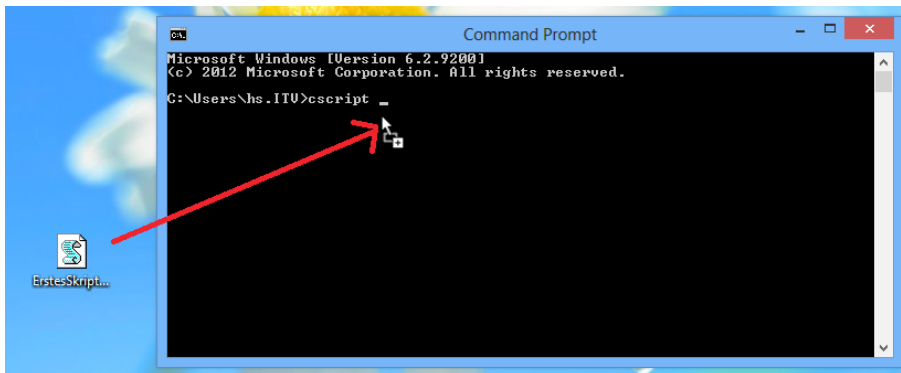 C:\.
Command Prompt
Microsoft Windows [Version 6.2.9200]
(c) 2012 Microsoft Corporation. All rights reserved.
C:\Users\hs.ITV>cscript _
ErstesSkript...